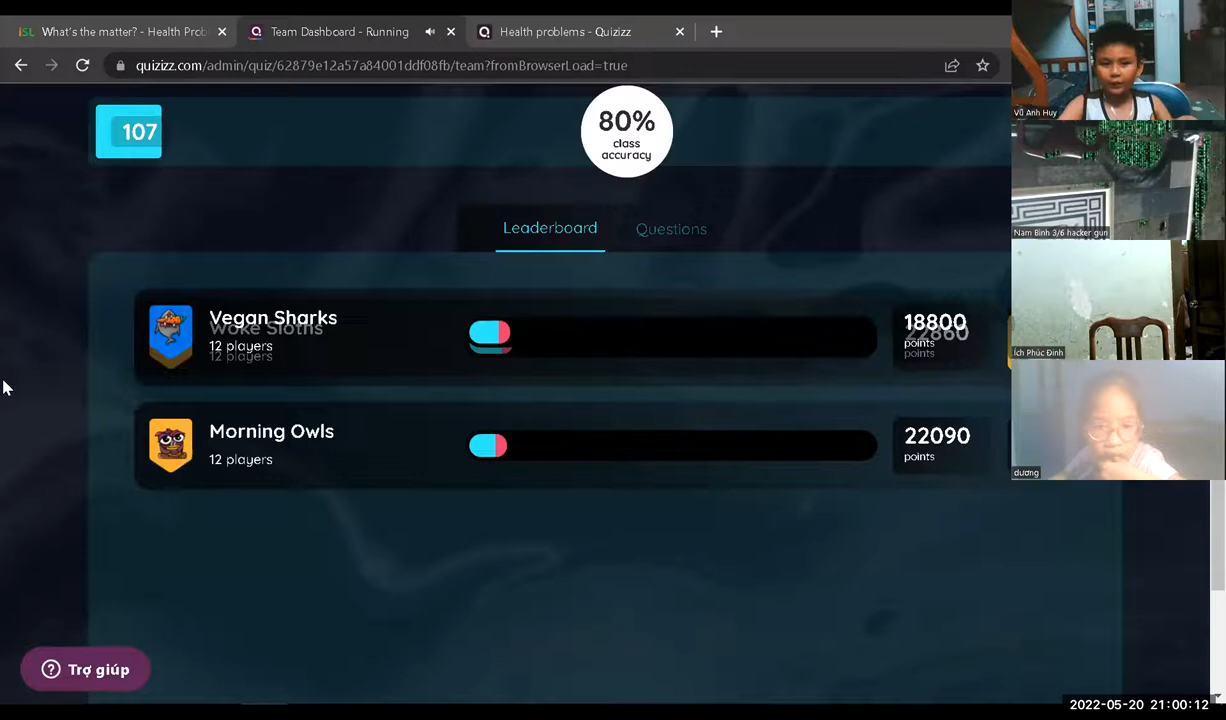 iSL What's the matter? - Health Prob
Team Dashboard - Running
Health problems - Quizizz
quizizz.com/admin/quiz/62879e12a57a84001ddf08fb/team?fromBrowserLoad=true
107
80%
class
accuracy
Leaderboard
Questions
Vegan Sharks
Woke Sloths
12 players
12 players
18800
22860
points
points
Morning Owls
12 players
22090
points
Trợ giúp
Vũ Anh Huy
Nam Bình 3/6 hacker gun
Ích Phúc Đinh
dương
2022-05-20 21:00:12